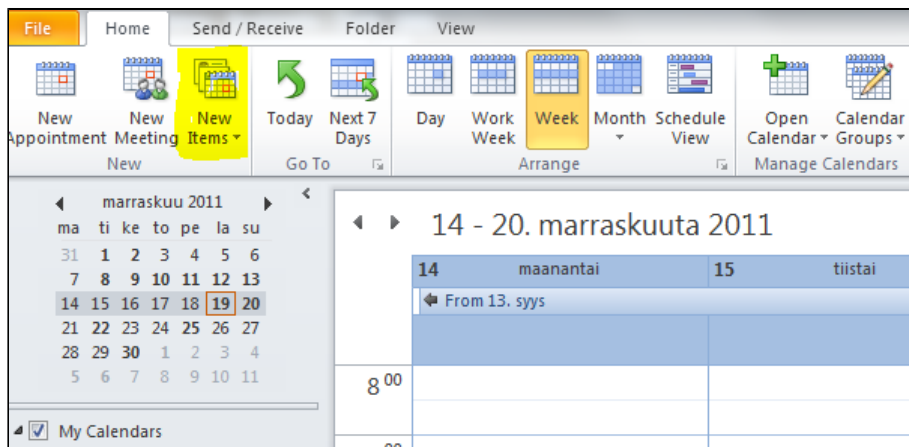 File Home Send / Receive Folder View
New Appointment New Meeting New Items Today Next 7 Days Day Work Week Week Month Schedule View Open Calendar Calendar Groups
New Go To Arrange Manage Calendars
marraskuu 2011
ma ti ke to pe la su
31 1 2 3 4 5 6
7 8 9 10 11 12 13
14 15 16 17 18 19 20
21 22 23 24 25 26 27
28 29 30 1 2 3 4
5 6 7 8 9 10 11
My Calendars
14 - 20. marraskuuta 2011
14 maanantai 15 tiistai
From 13. syys
8 00